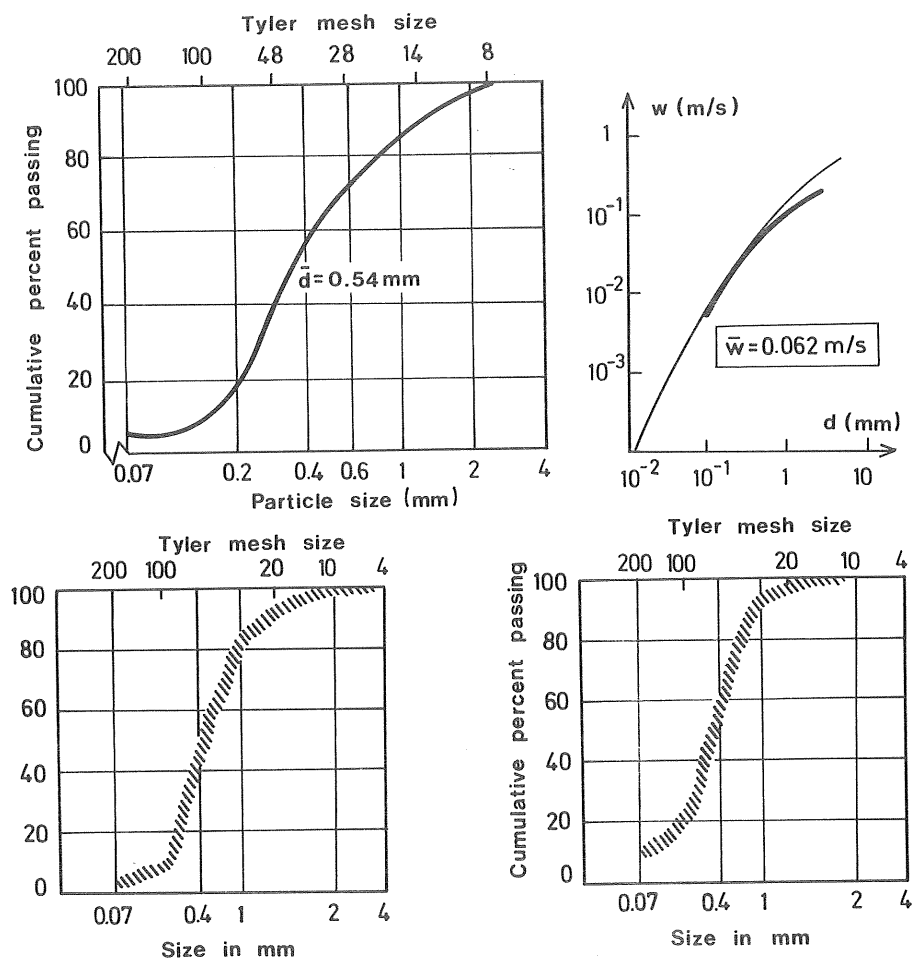 Tyler mesh size
200 100 48 28 14 8
Cumulative percent passing
100
80
60
40
20
0
d̄=0.54mm
0.07 0.2 0.4 0.6 1 2 4
Particle size (mm)
w (m/s)
1
10⁻¹
10⁻²
10⁻³
w̄=0.062 m/s
d (mm)
10⁻² 10⁻¹ 1 10
Tyler mesh size
200 100 20 10 4
100
80
60
40
20
0
0.07 0.4 1 2 4
Size in mm
Tyler mesh size
200 100 20 10 4
Cumulative percent passing
100
80
60
40
20
0
0.07 0.4 1 2 4
Size in mm